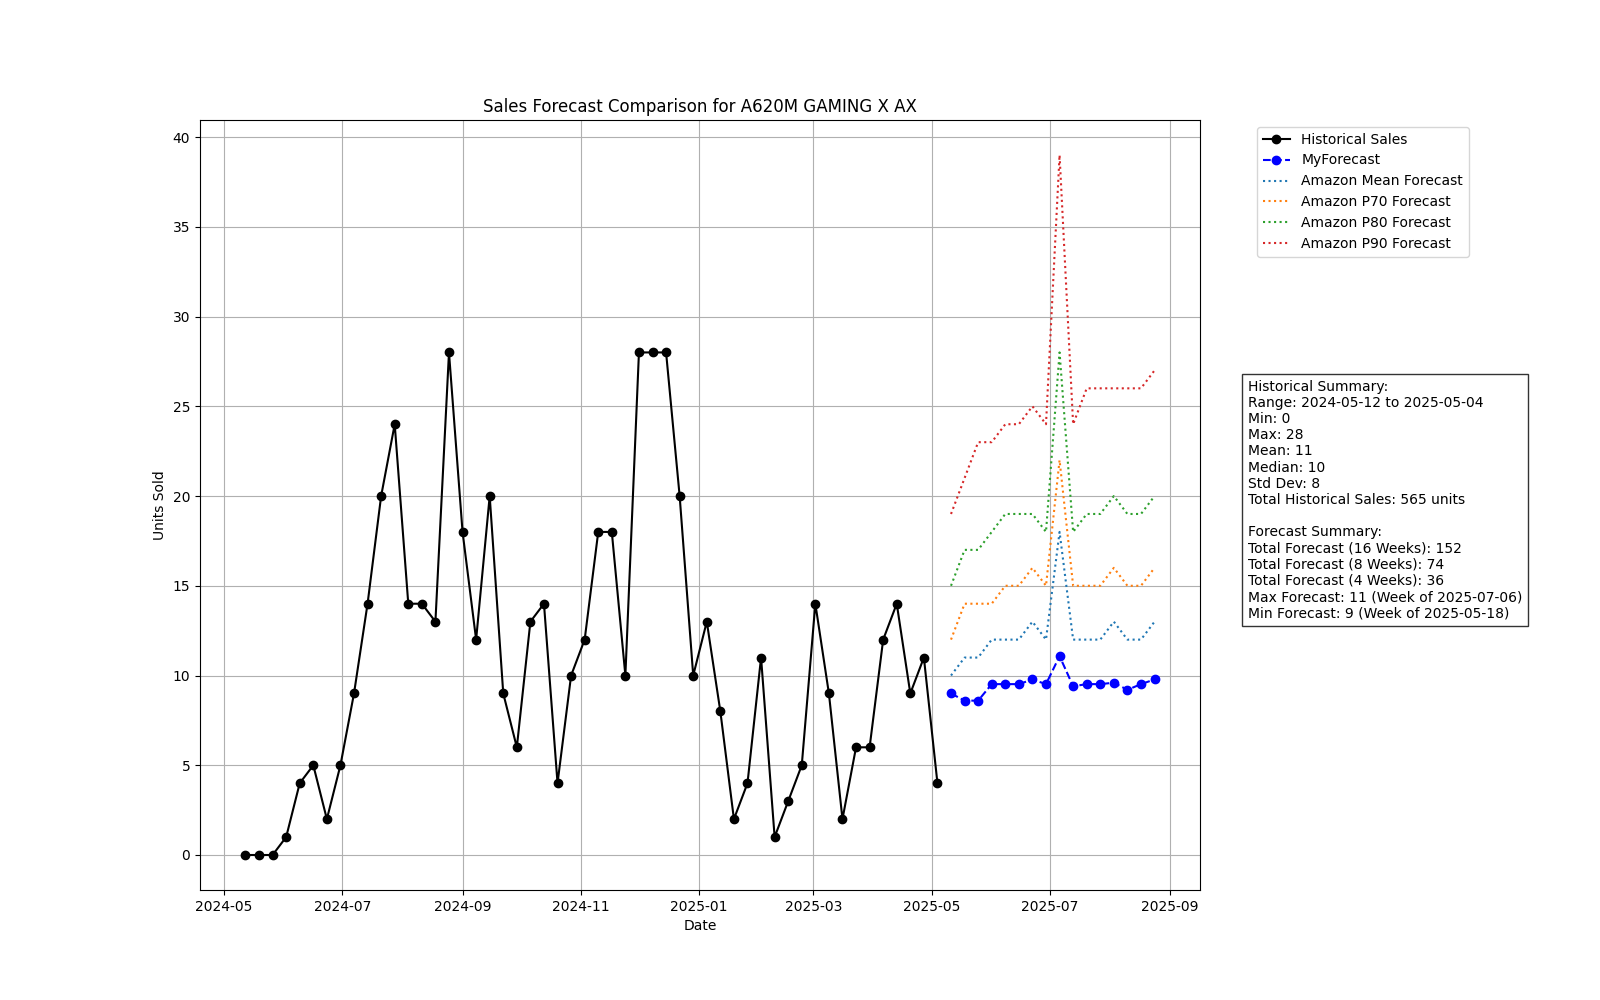 Sales Forecast Comparison for A620M GAMING X AX
40
35
30
25
20
15
10
5
0
Units Sold
2024-05
2024-07
2024-09
2024-11
2025-01
2025-03
2025-05
2025-07
2025-09
Date
Historical Sales
MyForecast
Amazon Mean Forecast
Amazon P70 Forecast
Amazon P80 Forecast
Amazon P90 Forecast
Historical Summary:
Range: 2024-05-12 to 2025-05-04
Min: 0
Max: 28
Mean: 11
Median: 10
Std Dev: 8
Total Historical Sales: 565 units
Forecast Summary:
Total Forecast (16 Weeks): 152
Total Forecast (8 Weeks): 74
Total Forecast (4 Weeks): 36
Max Forecast: 11 (Week of 2025-07-06)
Min Forecast: 9 (Week of 2025-05-18)